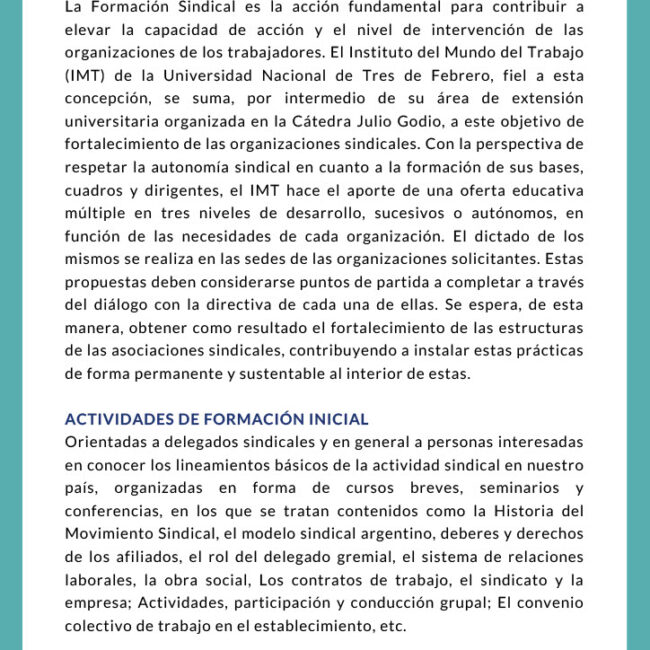 La Formación Sindical es la acción fundamental para contribuir a
elevar la capacidad de acción y el nivel de intervención de las
organizaciones de los trabajadores. El Instituto del Mundo del Trabajo
(IMT) de la Universidad Nacional de Tres de Febrero, fiel a esta
concepción, se suma, por intermedio de su área de extensión
universitaria organizada en la Cátedra Julio Godio, a este objetivo de
fortalecimiento de las organizaciones sindicales. Con la perspectiva de
respetar la autonomía sindical en cuanto a la formación de sus bases,
cuadros y dirigentes, el IMT hace el aporte de una oferta educativa
múltiple en tres niveles de desarrollo, sucesivos o autónomos, en
función de las necesidades de cada organización. El dictado de los
mismos se realiza en las sedes de las organizaciones solicitantes. Estas
propuestas deben considerarse puntos de partida a completar a través
del diálogo con la directiva de cada una de ellas. Se espera, de esta
manera, obtener como resultado el fortalecimiento de las estructuras
de las asociaciones sindicales, contribuyendo a instalar estas prácticas
de forma permanente y sustentable al interior de estas.
ACTIVIDADES DE FORMACIÓN INICIAL
Orientadas a delegados sindicales y en general a personas interesadas
en conocer los lineamientos básicos de la actividad sindical en nuestro
país, organizadas en forma de cursos breves, seminarios y
conferencias, en los que se tratan contenidos como la Historia del
Movimiento Sindical, el modelo sindical argentino, deberes y derechos
de los afiliados, el rol del delegado gremial, el sistema de relaciones
laborales, la obra social, Los contratos de trabajo, el sindicato y la
empresa; Actividades, participación y conducción grupal; El convenio
colectivo de trabajo en el establecimiento, etc.